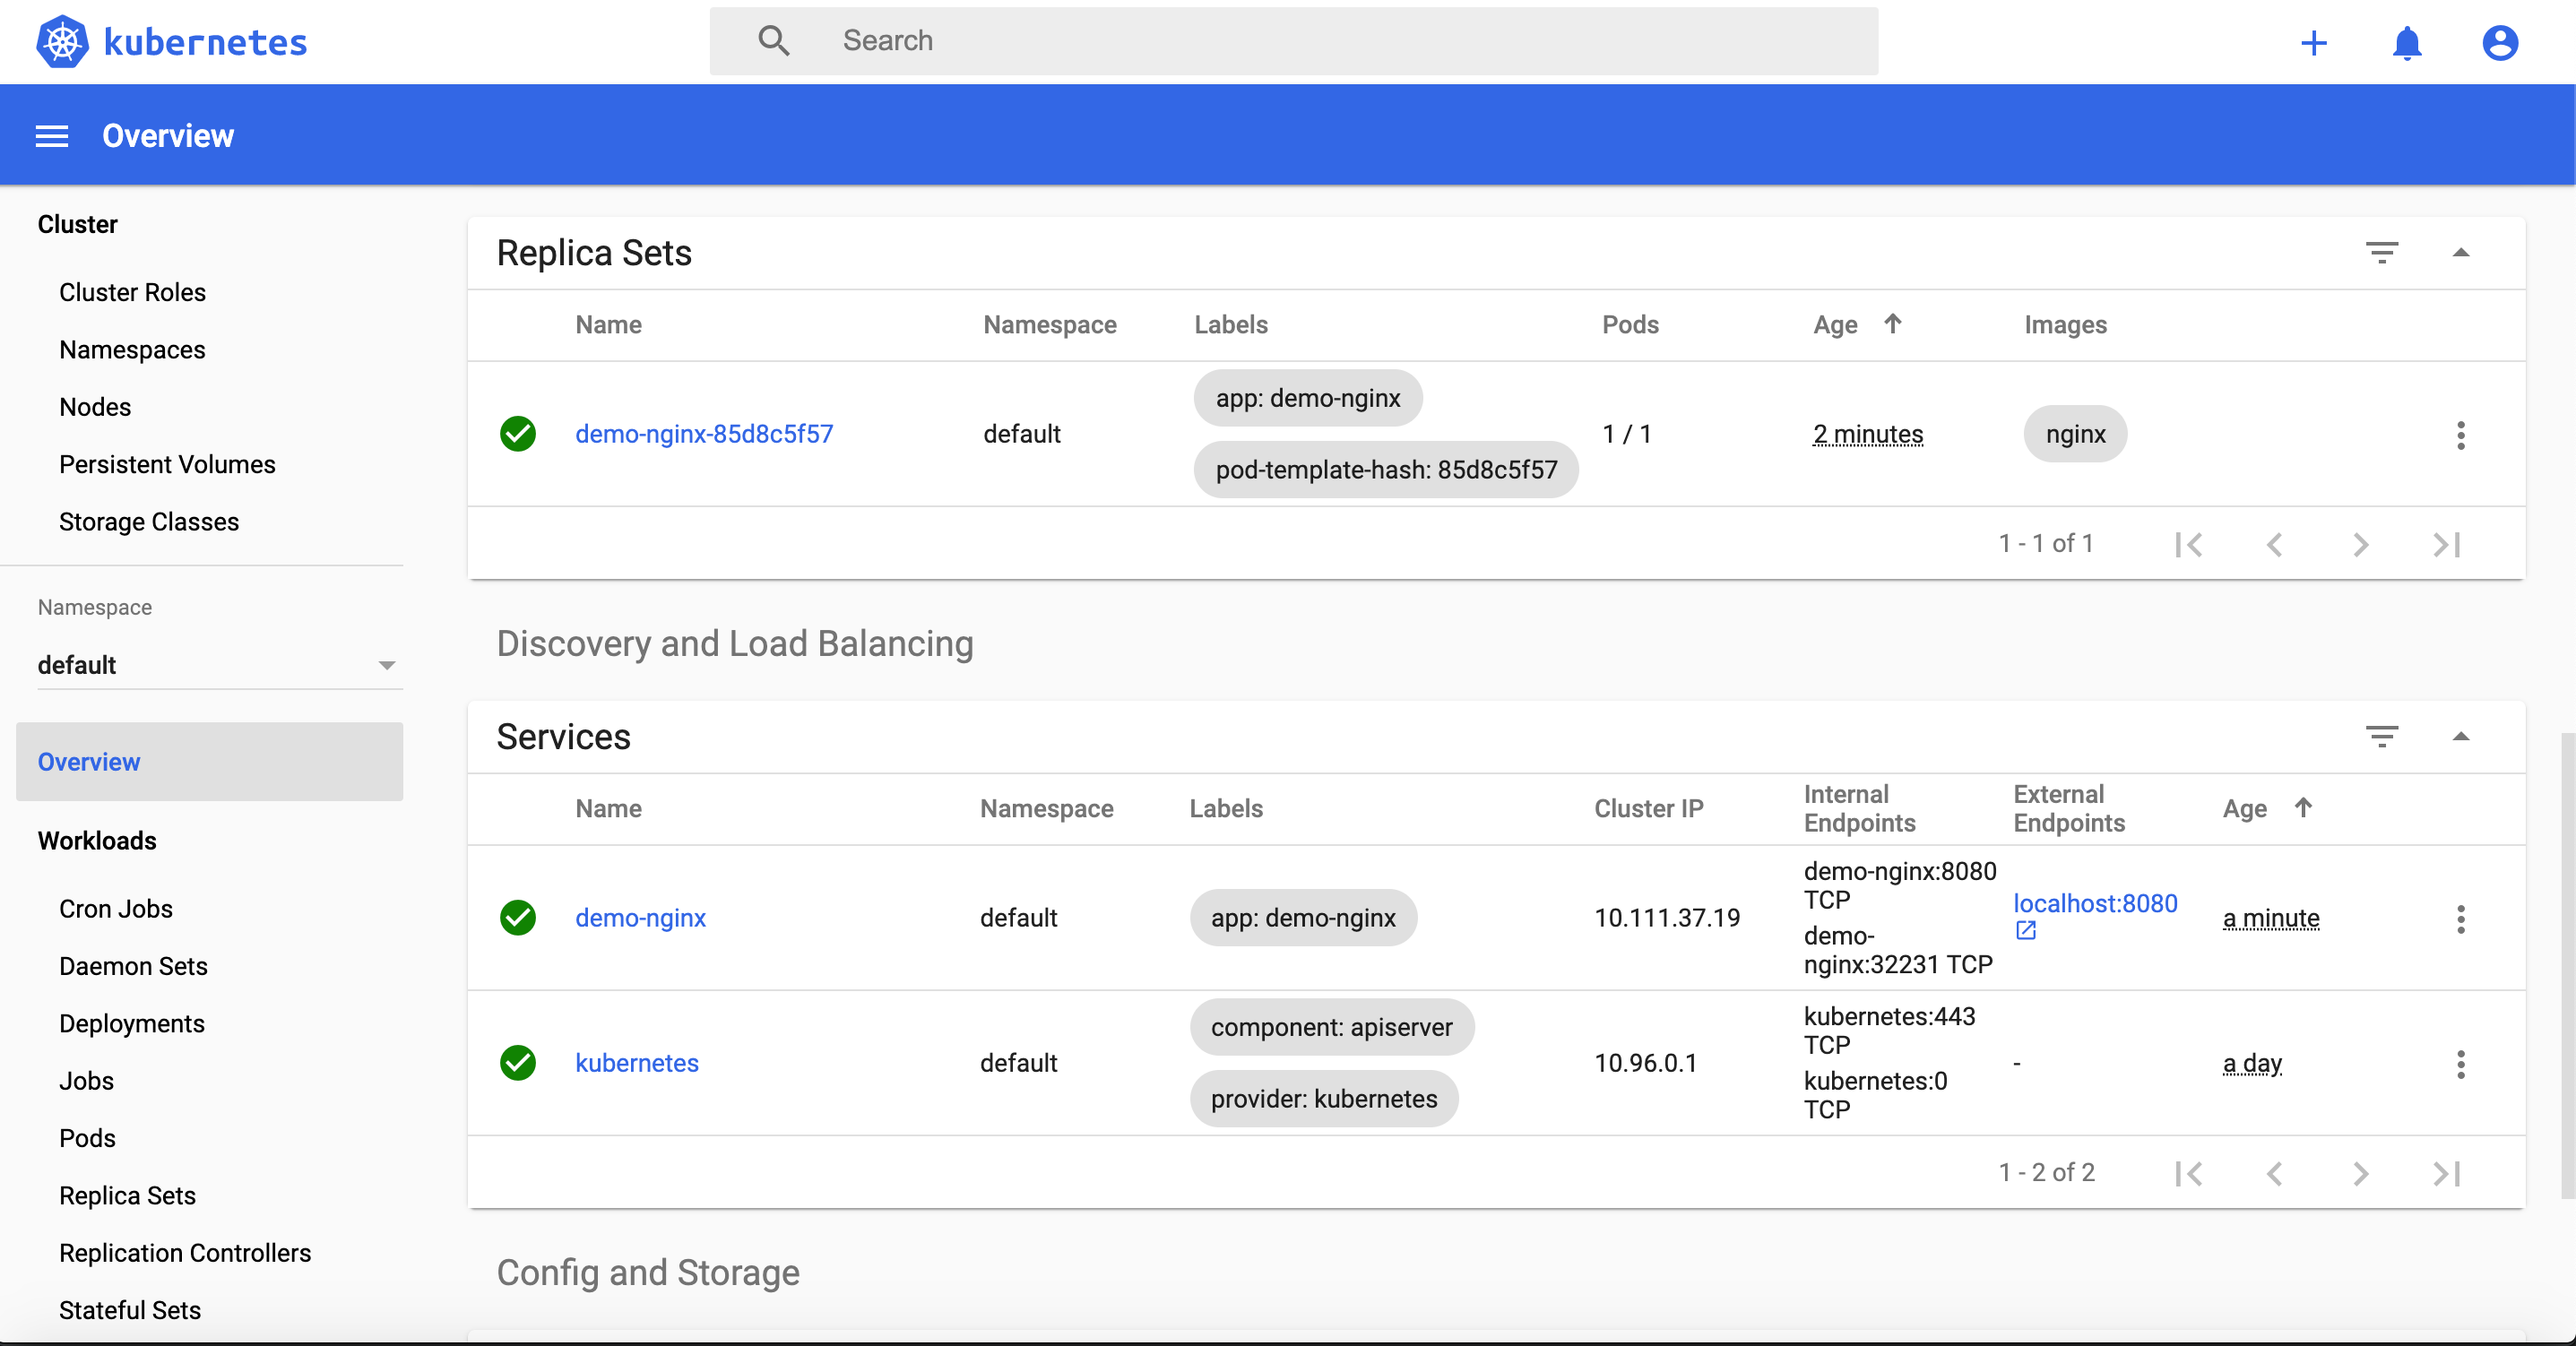 kubernetes
Search
Overview
Cluster
Cluster Roles
Namespaces
Nodes
Persistent Volumes
Storage Classes
Namespace
default
Overview
Workloads
Cron Jobs
Daemon Sets
Deployments
Jobs
Pods
Replica Sets
Replication Controllers
Stateful Sets
Replica Sets
Name Namespace Labels Pods Age Images
demo-nginx-85d8c5f57 default app: demo-nginx 1 / 1 2 minutes nginx
pod-template-hash: 85d8c5f57
1 - 1 of 1
Discovery and Load Balancing
Services
Name Namespace Labels Cluster IP Internal Endpoints External Endpoints Age
demo-nginx default app: demo-nginx 10.111.37.19 demo-nginx:8080 TCP localhost:8080 a minute
demo-nginx:32231 TCP
kubernetes default component: apiserver 10.96.0.1 kubernetes:443 TCP - a day
provider: kubernetes kubernetes:0 TCP
1 - 2 of 2
Config and Storage